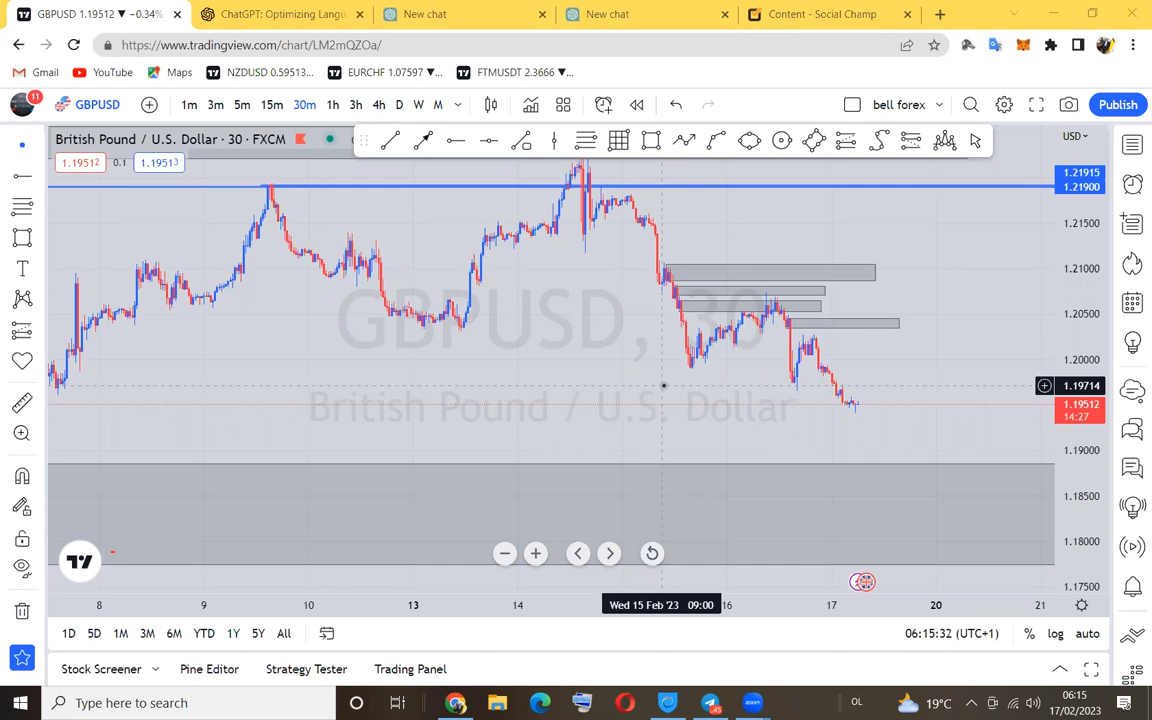 GBPUSD 1.19512 ▼ −0.34%
ChatGPT: Optimizing Langu
New chat
New chat
Content - Social Champ
https://www.tradingview.com/chart/LM2mQZOa/
Gmail
YouTube
Maps
NZDUSD 0.59513...
EURCHF 1.07597 ▼...
FTMUSDT 2.3666 ▼...
11
GBPUSD
1m 3m 5m 15m 30m 1h 3h 4h D W M
bell forex
Publish
British Pound / U.S. Dollar · 30 · FXCM
USD
1.19512 0.1 1.19513
1.21915
1.21900
1.21500
1.21000
1.20500
1.20000
1.19714
1.19512
14:27
1.19000
1.18500
1.18000
1.17500
GBPUSD, 30
British Pound / U.S. Dollar
8 9 10 13 14 Wed 15 Feb '23 09:00 16 17 20 21
1D 5D 1M 3M 6M YTD 1Y 5Y All
06:15:32 (UTC+1)
% log auto
Stock Screener
Pine Editor
Strategy Tester
Trading Panel
Type here to search
OL
19°C
06:15
17/02/2023